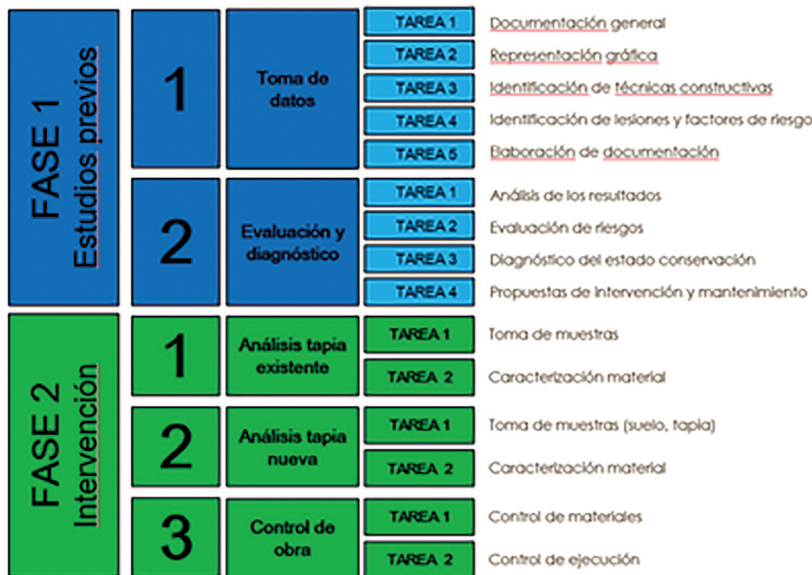 FASE 1
Estudios previos
1
Toma de
datos
TAREA 1 Documentación general
TAREA 2 Representación gráfica
TAREA 3 Identificación de técnicas constructivas
TAREA 4 Identificación de lesiones y factores de riesgo
TAREA 5 Elaboración de documentación
2
Evaluación y
diagnóstico
TAREA 1 Análisis de los resultados
TAREA 2 Evaluación de riesgos
TAREA 3 Diagnóstico del estado conservación
TAREA 4 Propuestas de intervención y mantenimiento
FASE 2
Intervención
1
Análisis tapia
existente
TAREA 1 Toma de muestras
TAREA 2 Caracterización material
2
Análisis tapia
nueva
TAREA 1 Toma de muestras (suelo, tapia)
TAREA 2 Caracterización material
3
Control de
obra
TAREA 1 Control de materiales
TAREA 2 Control de ejecución